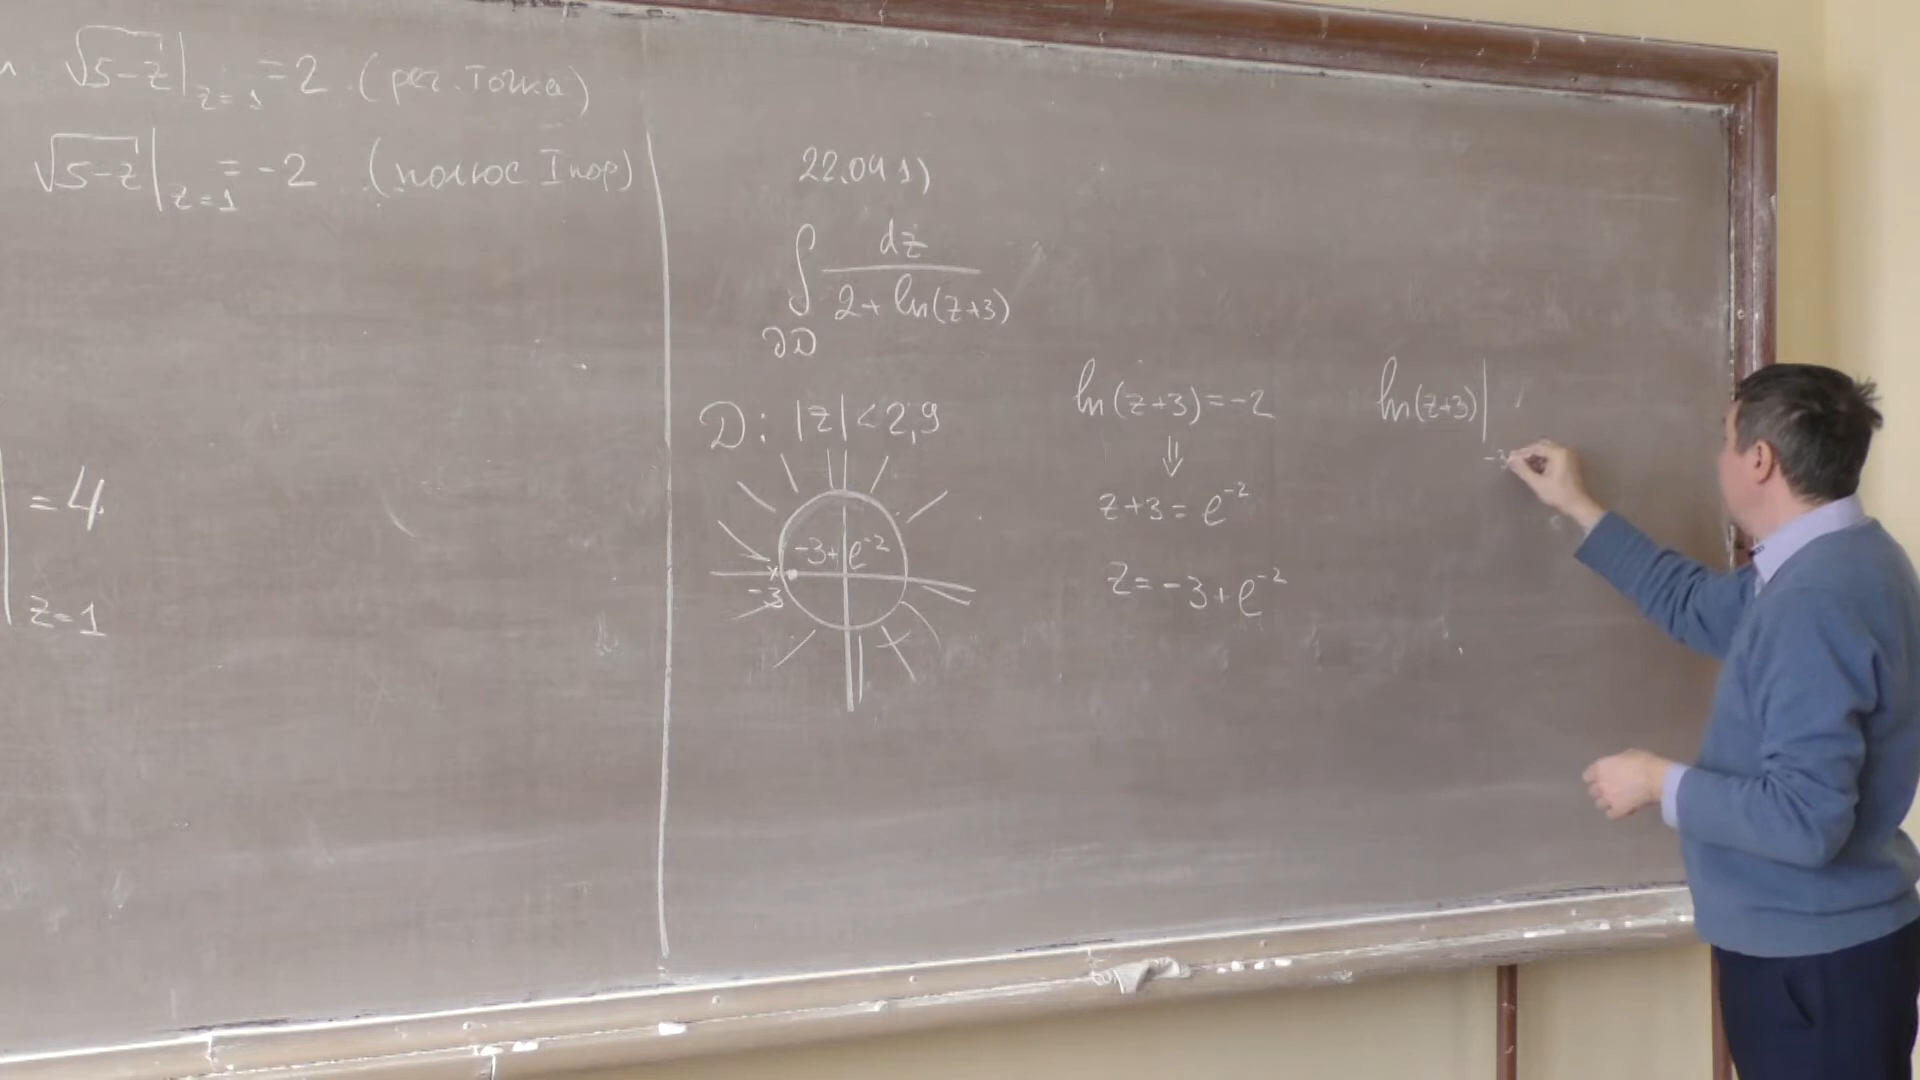 √5-z|z=1 =2 (рег. точка)
√5-z|z=1 =-2 (полюс I пор)
=4
z=1
22.04 1)
∫∂D dz/(2+ln(z+3))
D: |z|<2,9
-3+e⁻²
-3
ln(z+3)=-2
⇓
z+3=e⁻²
z=-3+e⁻²
ln(z+3)|